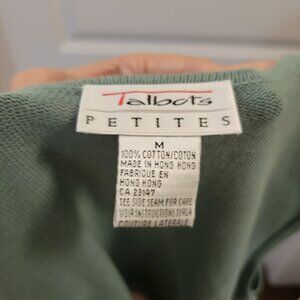 Talbots
PETITES
M
100% COTTON/COTON
MADE IN HONG KONG
FABRIQUE EN
HONG KONG
CA 23147
SEE SIDE SEAM FOR CARE
VOIR INSTRUCTIONS SUR LA
COUTURE LATERALE